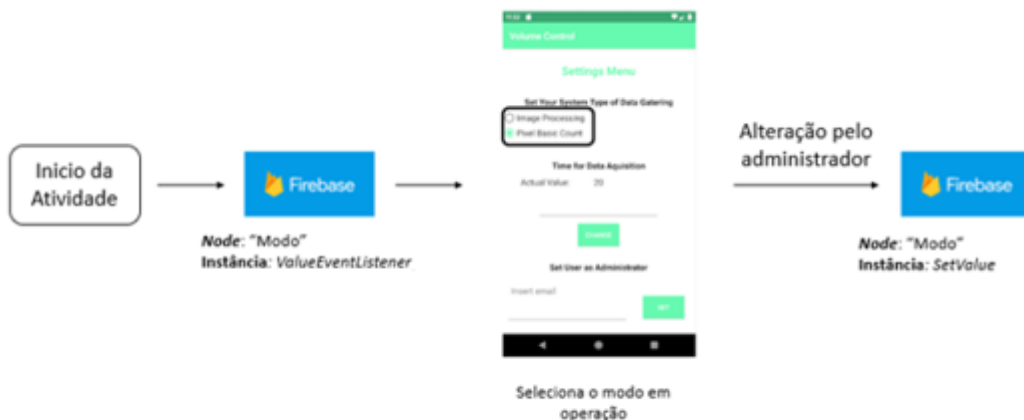 Inicio da
Atividade
Firebase
Node: “Modo”
Instância: ValueEventListener
Volume Control
Settings Menu
Set Your System Type of Data Gatering
Image Processing
Pixel Basic Count
Time for Data Aquisition
Actual Value: 20
CHANGE
Set User as Administrator
Insert email
SET
Seleciona o modo em
operação
Alteração pelo
administrador
Firebase
Node: “Modo”
Instância: SetValue